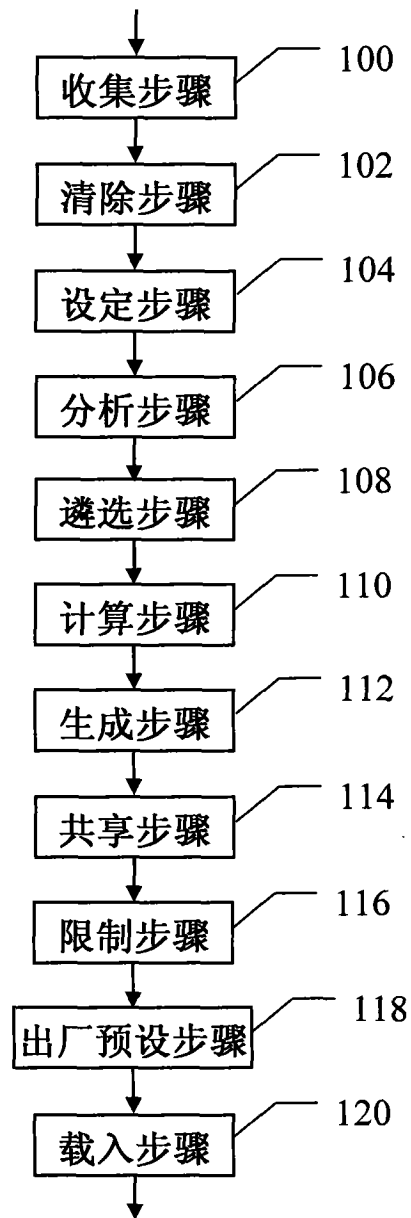 收集步骤 100
清除步骤 102
设定步骤 104
分析步骤 106
遴选步骤 108
计算步骤 110
生成步骤 112
共享步骤 114
限制步骤 116
出厂预设步骤 118
载入步骤 120